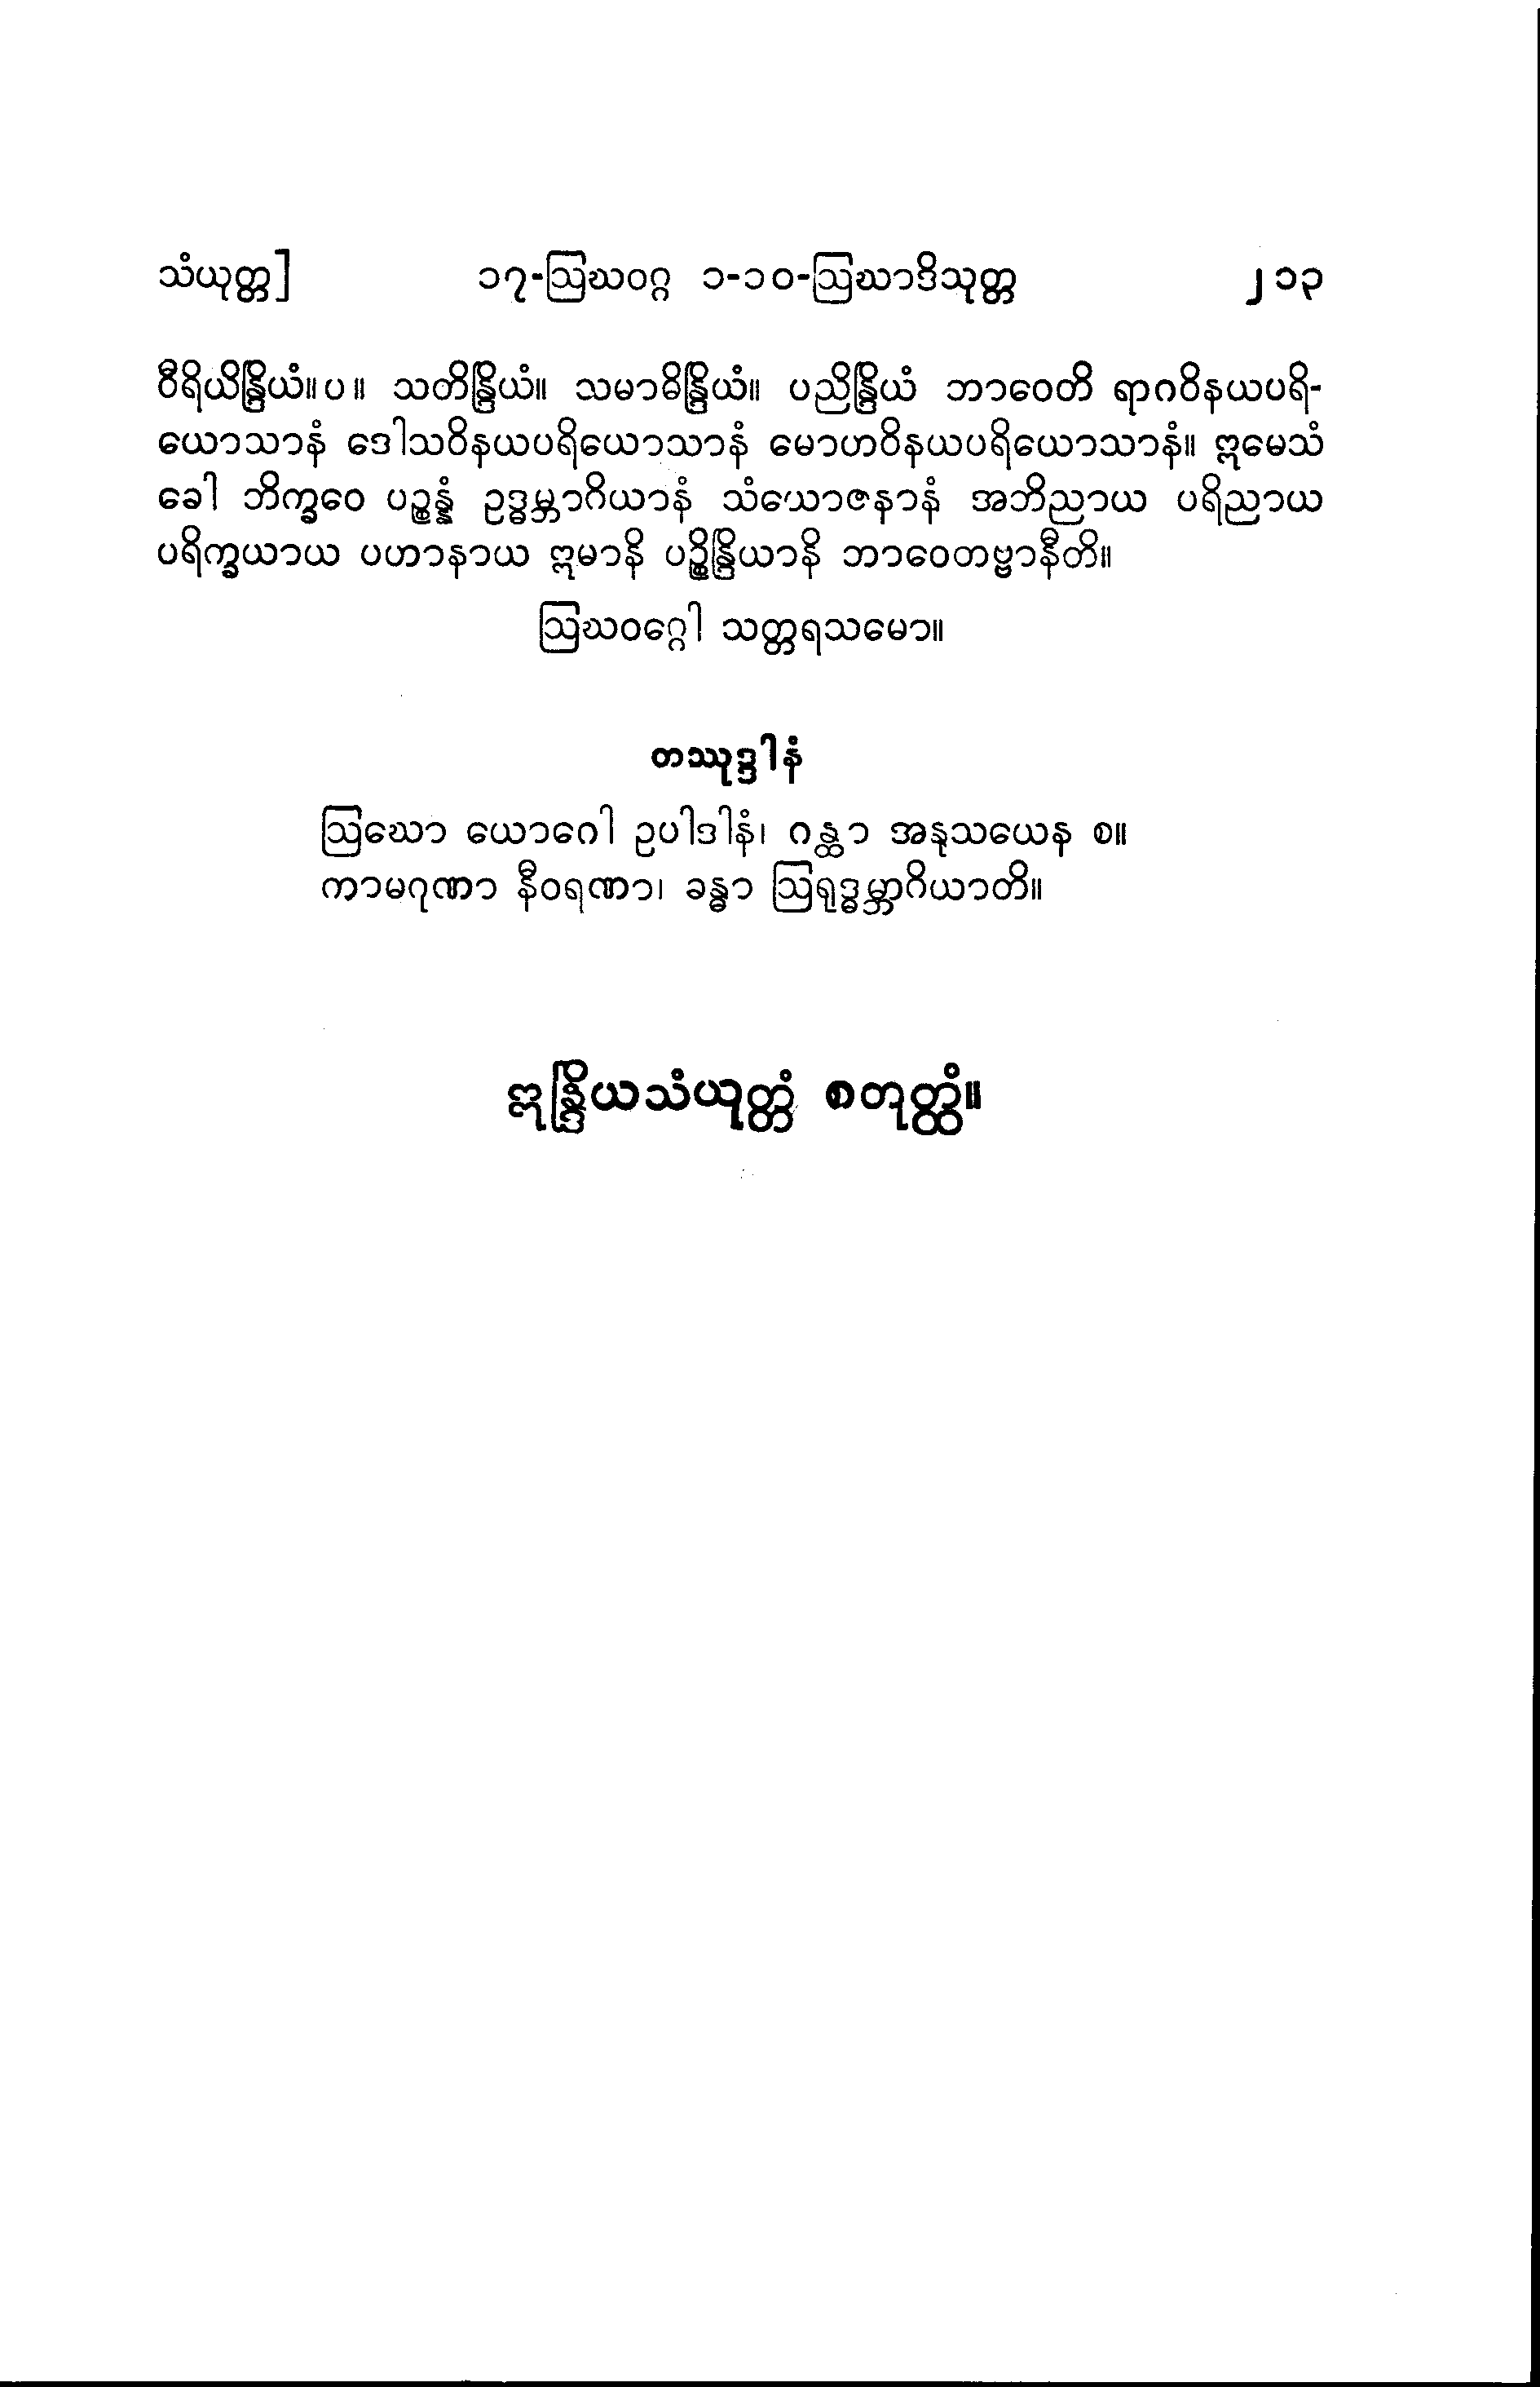 သံယုတ္တ] ၁၇-ဩဃဝဂ္ဂ ၁-၁၀-ဩဃာဒိသုတ္တ ၂၁၃
ဝီရိယိန္ဒြိယံ။ပ။ သတိန္ဒြိယံ။ သမာဓိန္ဒြိယံ။ ပညိန္ဒြိယံ ဘာဝေတိ ရာဂဝိနယပရိ-
ယောသာနံ ဒေါသဝိနယပရိယောသာနံ မောဟဝိနယပရိယောသာနံ။ ဣမေသံ
ခေါ ဘိက္ခဝေ ပဉ္စန္နံ ဥဒ္ဓမ္ဘာဂိယာနံ သံယောဇနာနံ အဘိညာယ ပရိညာယ
ပရိက္ခယာယ ပဟာနာယ ဣမာနိ ပဉ္စိန္ဒြိယာနိ ဘာဝေတဗ္ဗာနီတိ။
ဩဃဝဂ္ဂေါ သတ္တရသမော။
တဿုဒ္ဒါနံ
ဩဃော ယောဂေါ ဥပါဒါနံ၊ ဂန္ထာ အနုသယေန စ။
ကာမဂုဏာ နီဝရဏာ၊ ခန္ဓာ ဩရုဒ္ဓမ္ဘာဂိယာတိ။
ဣန္ဒြိယသံယုတ္တံ စတုတ္ထံ။